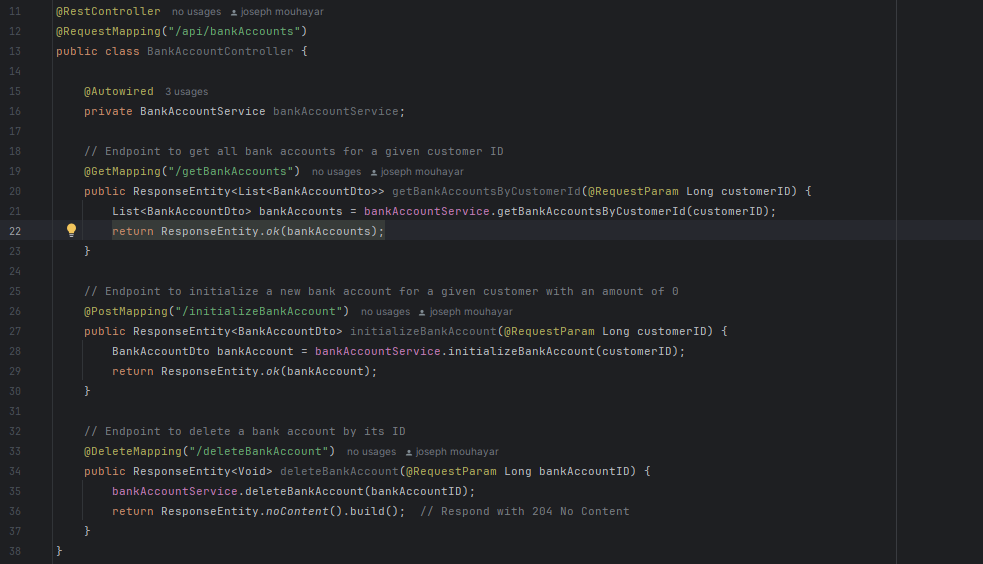 11 @RestController no usages joseph mouhayar
12 @RequestMapping("/api/bankAccounts")
13 public class BankAccountController {
14
15 @Autowired 3 usages
16 private BankAccountService bankAccountService;
17
18 // Endpoint to get all bank accounts for a given customer ID
19 @GetMapping("/getBankAccounts") no usages joseph mouhayar
20 public ResponseEntity<List<BankAccountDto>> getBankAccountsByCustomerId(@RequestParam Long customerID) {
21 List<BankAccountDto> bankAccounts = bankAccountService.getBankAccountsByCustomerId(customerID);
22 return ResponseEntity.ok(bankAccounts);
23 }
24
25 // Endpoint to initialize a new bank account for a given customer with an amount of 0
26 @PostMapping("/initializeBankAccount") no usages joseph mouhayar
27 public ResponseEntity<BankAccountDto> initializeBankAccount(@RequestParam Long customerID) {
28 BankAccountDto bankAccount = bankAccountService.initializeBankAccount(customerID);
29 return ResponseEntity.ok(bankAccount);
30 }
31
32 // Endpoint to delete a bank account by its ID
33 @DeleteMapping("/deleteBankAccount") no usages joseph mouhayar
34 public ResponseEntity<Void> deleteBankAccount(@RequestParam Long bankAccountID) {
35 bankAccountService.deleteBankAccount(bankAccountID);
36 return ResponseEntity.noContent().build(); // Respond with 204 No Content
37 }
38 }